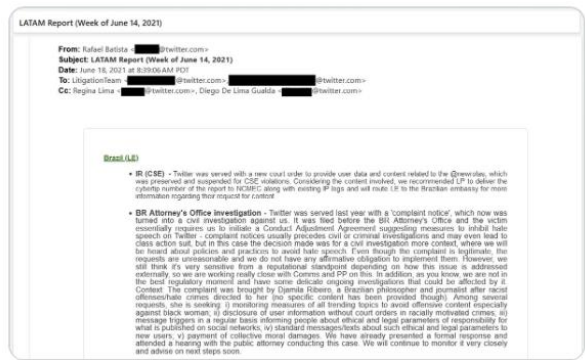 LATAM Report (Week of June 14, 2021)
From: Rafael Batista < @twitter.com>
Subject: LATAM Report (Week of June 14, 2021)
Date: June 18, 2021 at 8:39:06 AM PDT
To: LitigationTeam < @twitter.com>, @twitter.com>
Cc: Regina Lima < @twitter.com>, Diego De Lima Gualda < @twitter.com>
Brazil (LE)
• IR (CSE) - Twitter was served with a new court order to provide user data and content related to the which
was preserved and suspended for CSE violations. Considering the content involved, we recommended LP to deliver the
cybertip number of the report to NCMEC along with existing IP logs and will route LE to the Brazilian embassy for more
information regarding their request for content
• BR Attorney's Office investigation - Twitter was served last year with a 'complaint notice', which now was
turned into a civil investigation against us. It was filed before the BR Attorney's Office and the victim
essentially requires us to initiate a Conduct Adjustment Agreement suggesting measures to inhibit hate
speech on Twitter - complaint notices usually precedes civil or criminal investigations and may even lead to
class action suit, but in this case the decision made was for a civil investigation more context, where we will
be heard about policies and practices to avoid hate speech. Even though the complaint is legitimate, the
requests are unreasonable and we do not have any affirmative obligation to implement them. However, we
still think it's very sensitive from a reputational standpoint depending on how this issue is addressed
externally, so we are working really close with Comms and PP on this. In addition, as you know, we are not in
the best regulatory moment and have some delicate ongoing investigations that could be affected by it.
Context: The complaint was brought by Djamila Ribeiro, a Brazilian philosopher and journalist after racist
offenses/hate crimes directed to her (no specific content has been provided though). Among several
requests, she is seeking: i) monitoring measures of all trending topics to avoid offensive content especially
against black woman; ii) disclosure of user information without court orders in racially motivated crimes; iii)
message triggers in a regular basis informing people about ethical and legal parameters of responsibility for
what is published on social networks; iv) standard messages/texts about such ethical and legal parameters to
new users; v) payment of collective moral damages. We have already presented a formal response and
attended a hearing with the public attorney conducting this case. We will continue to monitor it very closely
and advise on next steps soon.